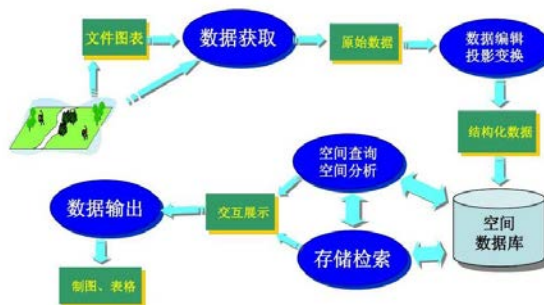 文件图表
数据获取
原始数据
数据编辑
投影变换
结构化数据
空间查询
空间分析
空间
数据库
数据输出
交互展示
存储检索
制图、表格